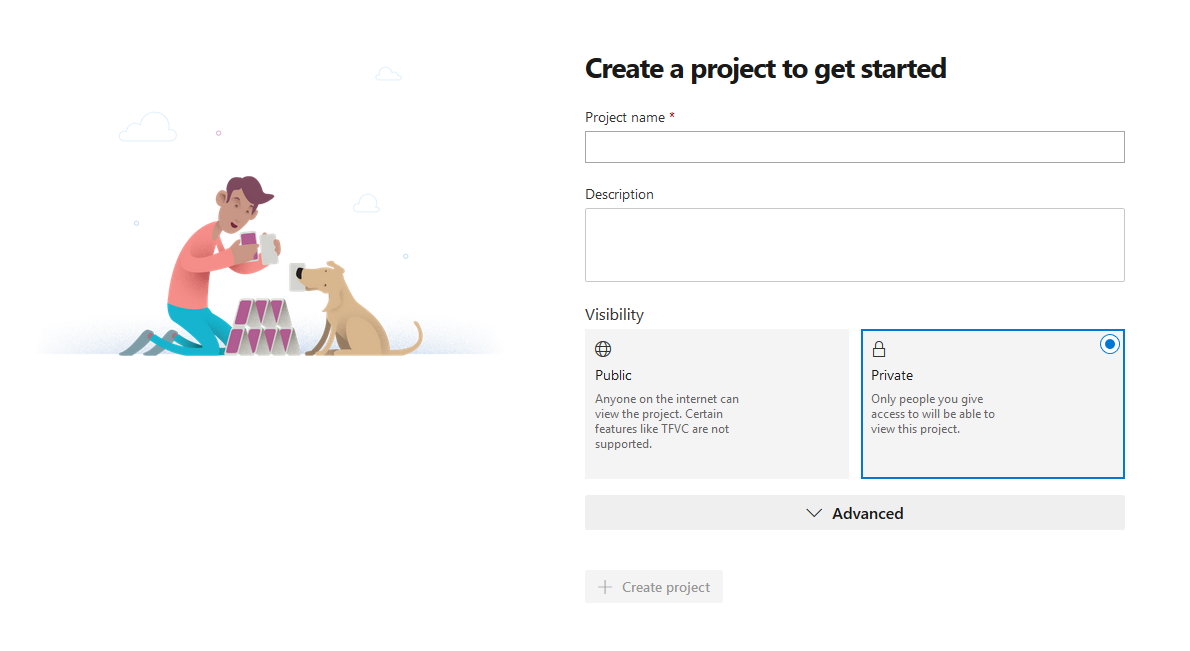 Create a project to get started
Project name *
Description
Visibility
Public
Anyone on the internet can
view the project. Certain
features like TFVC are not
supported.
Private
Only people you give
access to will be able to
view this project.
Advanced
Create project